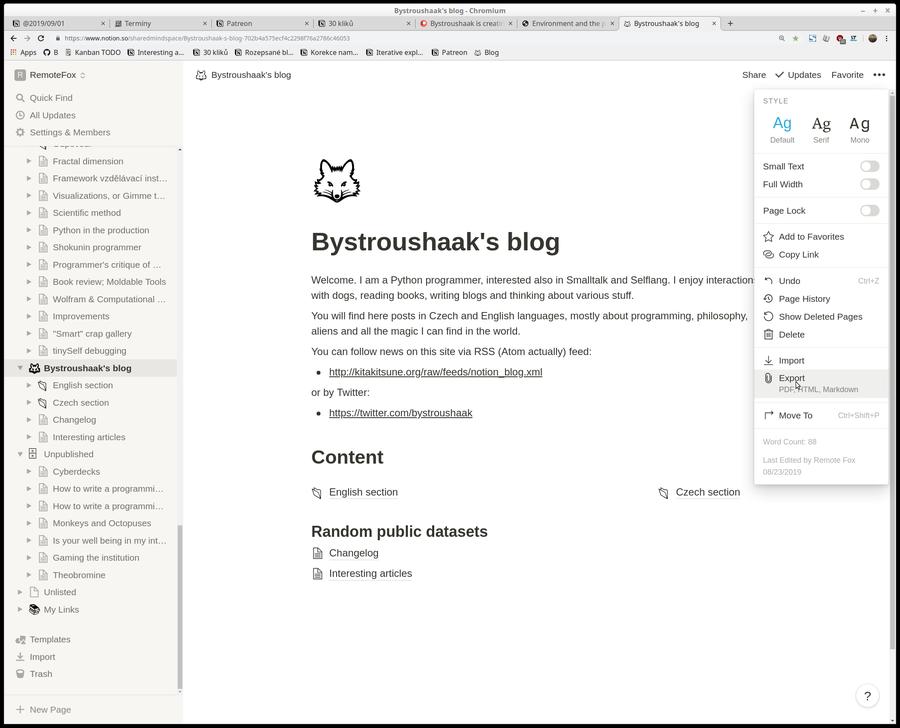 Bystroushaak's blog - Chromium
@2019/09/01
Terminy
Patreon
30 kliků
Bystroushaak is creatin
Environment and the p
Bystroushaak's blog
https://www.notion.so/sharedmindspace/Bystroushaak-s-blog-
Apps
B
Kanban TODO
Interesting a...
30 kliků
Rozepsané bl...
Korekce nam...
Iterative expl...
Patreon
Blog
R RemoteFox
Bystroushaak's blog
Share
Updates
Favorite
Quick Find
All Updates
Settings & Members
Fractal dimension
Framework vzdělávací inst...
Visualizations, or Gimme t...
Scientific method
Python in the production
Shokunin programmer
Programmer's critique of ...
Book review; Moldable Tools
Wolfram & Computational ...
Improvements
"Smart" crap gallery
tinySelf debugging
Bystroushaak's blog
English section
Czech section
Changelog
Interesting articles
Unpublished
Cyberdecks
How to write a programmi...
How to write a programmi...
Monkeys and Octopuses
Is your well being in my int...
Gaming the institution
Theobromine
Unlisted
My Links
Templates
Import
Trash
New Page
Bystroushaak's blog
Welcome. I am a Python programmer, interested also in Smalltalk and Selflang. I enjoy interactions
with dogs, reading books, writing blogs and thinking about various stuff.
You will find here posts in Czech and English languages, mostly about programming, philosophy,
aliens and all the magic I can find in the world.
You can follow news on this site via RSS (Atom actually) feed:
http://kitakitsune.org/raw/feeds/notion_blog.xml
or by Twitter:
https://twitter.com/bystroushaak
Content
English section
Czech section
Random public datasets
Changelog
Interesting articles
STYLE
Ag Ag Ag
Default Serif Mono
Small Text
Full Width
Page Lock
Add to Favorites
Copy Link
Undo Ctrl+Z
Page History
Show Deleted Pages
Delete
Import
Export
PDF, HTML, Markdown
Move To Ctrl+Shift+P
Word Count: 88
Last Edited by Remote Fox
08/23/2019
?